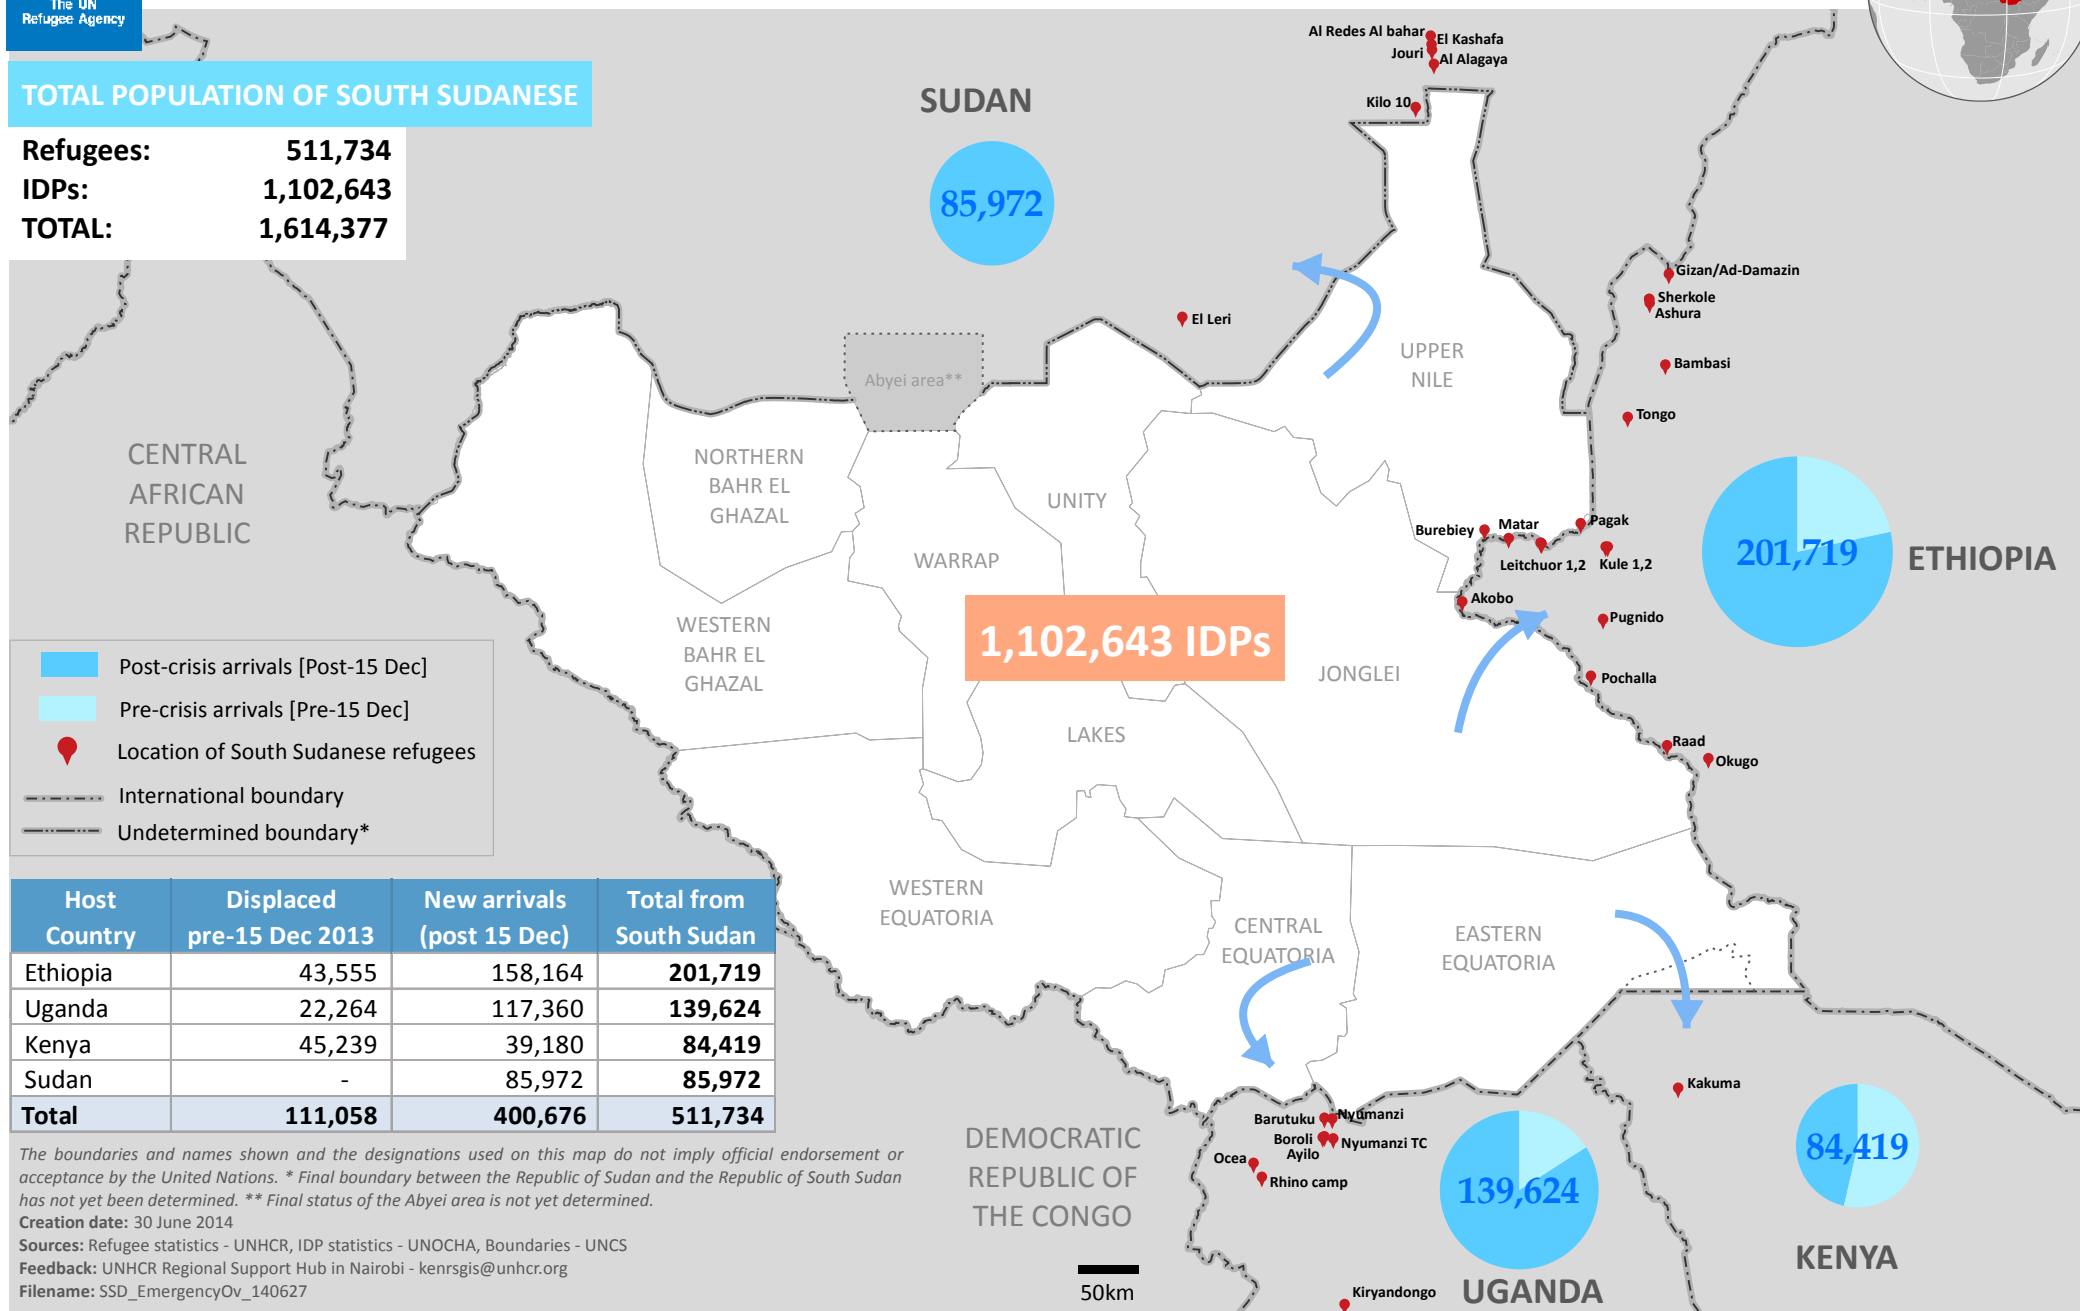 The UN
Refugee Agency
TOTAL POPULATION OF SOUTH SUDANESE
Refugees: 511,734
IDPs: 1,102,643
TOTAL: 1,614,377
SUDAN
85,972
Al Redes Al bahar
El Kashafa
Jouri
Al Alagaya
Kilo 10
El Leri
Gizan/Ad-Damazin
Sherkole
Ashura
Bambasi
Tongo
UPPER
NILE
Abyei area**
CENTRAL
AFRICAN
REPUBLIC
NORTHERN
BAHR EL
GHAZAL
UNITY
WARRAP
Burebiey
Matar
Pagak
Leitchuor 1,2
Kule 1,2
Akobo
Pugnido
Pochalla
Raad
Okugo
201,719
ETHIOPIA
WESTERN
BAHR EL
GHAZAL
1,102,643 IDPs
JONGLEI
LAKES
Post-crisis arrivals [Post-15 Dec]
Pre-crisis arrivals [Pre-15 Dec]
Location of South Sudanese refugees
International boundary
Undetermined boundary*
WESTERN
EQUATORIA
CENTRAL
EQUATORIA
EASTERN
EQUATORIA
Host Country | Displaced pre-15 Dec 2013 | New arrivals (post 15 Dec) | Total from South Sudan
Ethiopia 43,555 158,164 201,719
Uganda 22,264 117,360 139,624
Kenya 45,239 39,180 84,419
Sudan - 85,972 85,972
Total 111,058 400,676 511,734
Kakuma
84,419
KENYA
Barutuku
Nyumanzi
Boroli
Ayilo
Nyumanzi TC
Ocea
Rhino camp
139,624
UGANDA
Kiryandongo
DEMOCRATIC
REPUBLIC OF
THE CONGO
50km
The boundaries and names shown and the designations used on this map do not imply official endorsement or
acceptance by the United Nations. * Final boundary between the Republic of Sudan and the Republic of South Sudan
has not yet been determined. ** Final status of the Abyei area is not yet determined.
Creation date: 30 June 2014
Sources: Refugee statistics - UNHCR, IDP statistics - UNOCHA, Boundaries - UNCS
Feedback: UNHCR Regional Support Hub in Nairobi - kenrsgis@unhcr.org
Filename: SSD_EmergencyOv_140627